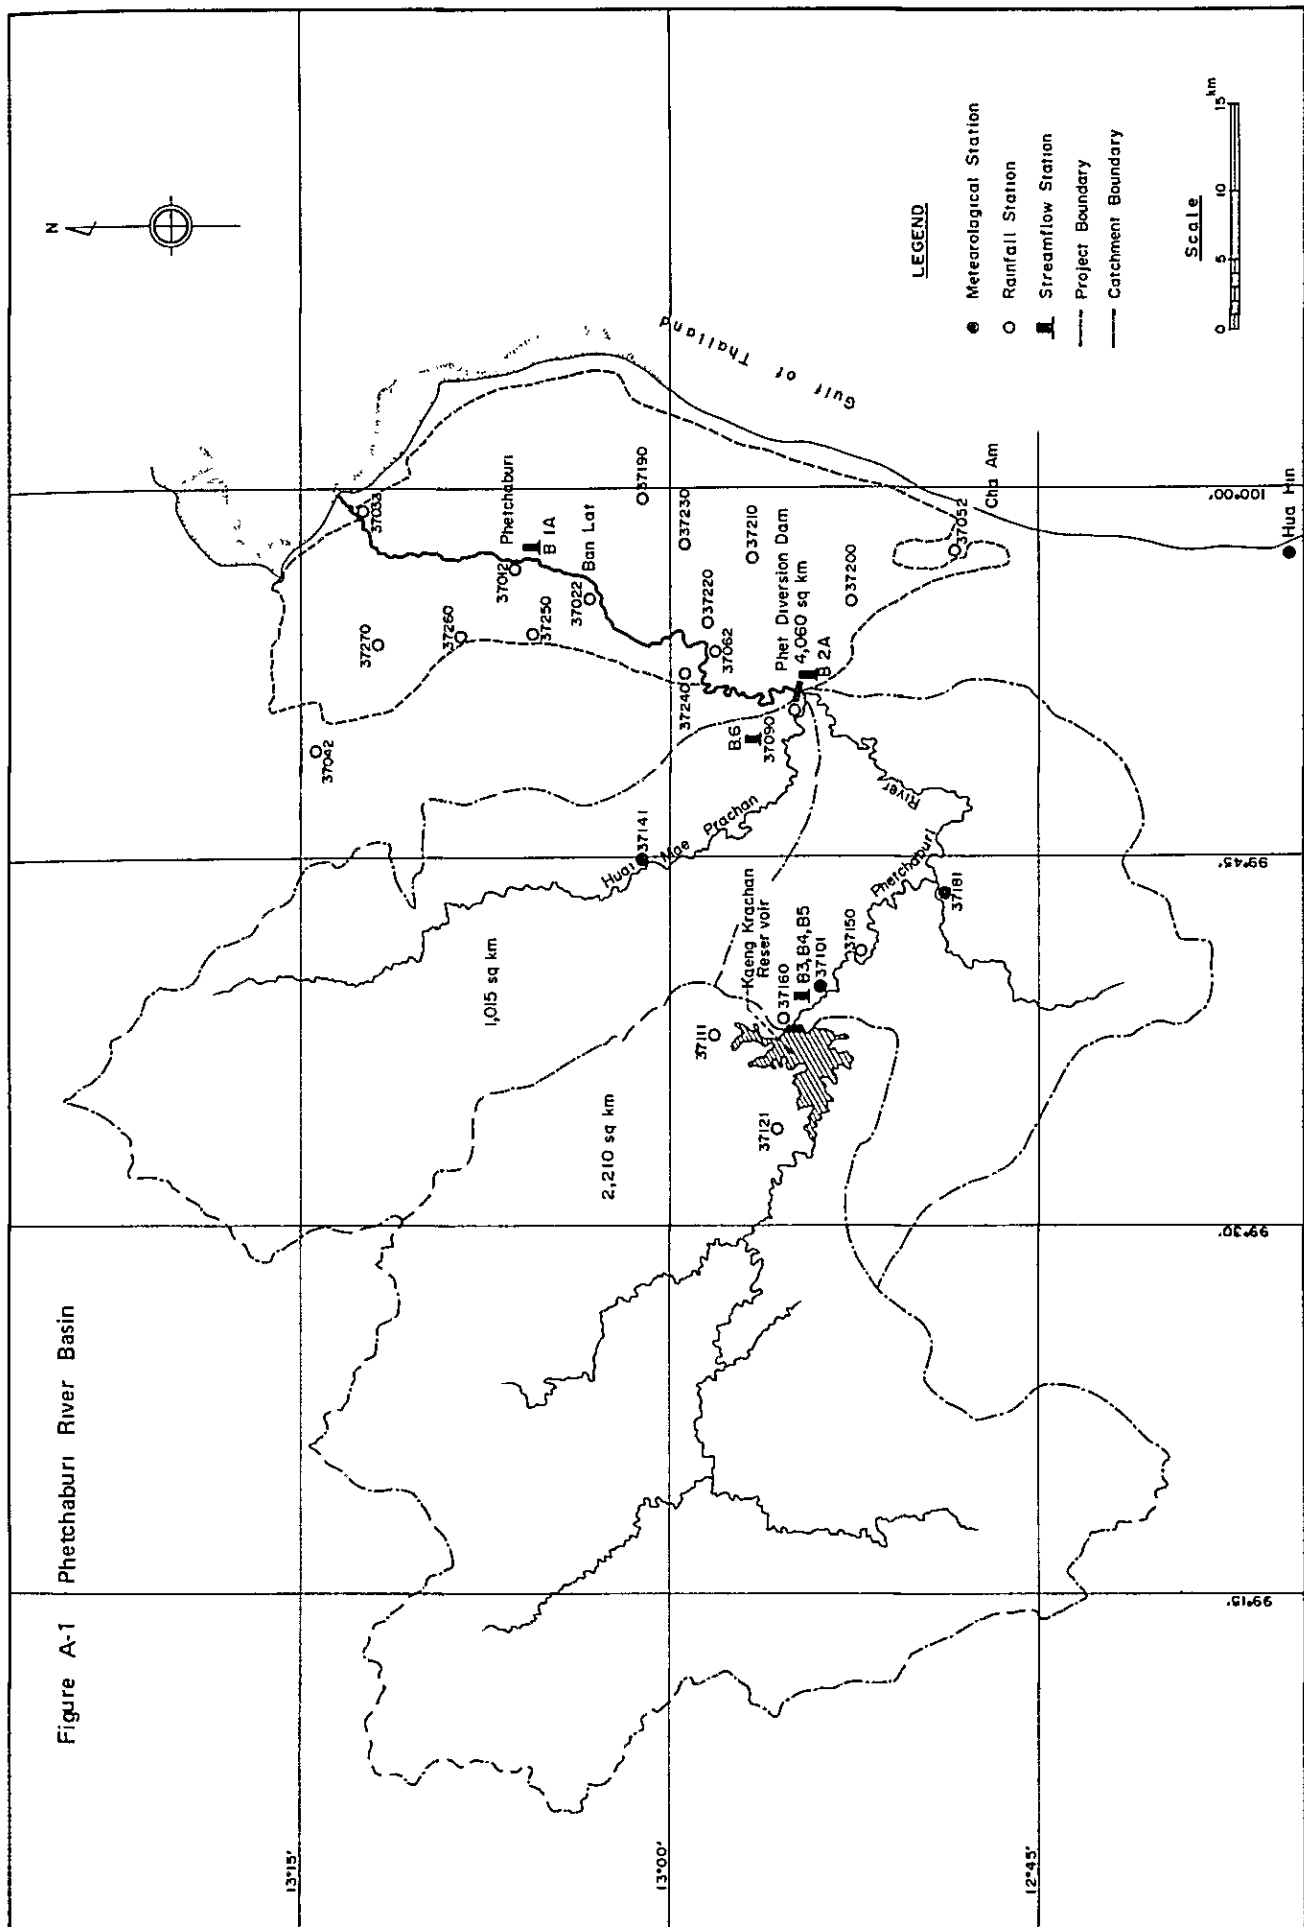 Figure A-1 Phetchaburi River Basin
N
13°15'
13°00'
12°45'
99°15'
99°30'
99°45'
100°00'
37042
37270
37260
37250
37033
37012
Phetchaburi
B 1A
37022
Ban Lat
37190
37230
37240
37220
37062
37210
B.6
37090
Phet Diversion Dam
4,060 sq km
B 2.A
37200
37052
Cha Am
Hua Hin
Gulf of Thailand
37141
Huai Mae Prachan
1,015 sq km
2,210 sq km
37111
37121
Kaeng Krachan
Reser voir
37160
B3, B4, B5
37101
37150
Phetchaburi River
37181
LEGEND
Meteorological Station
Rainfall Station
Streamflow Station
Project Boundary
Catchment Boundary
Scale
0 5 10 15 km